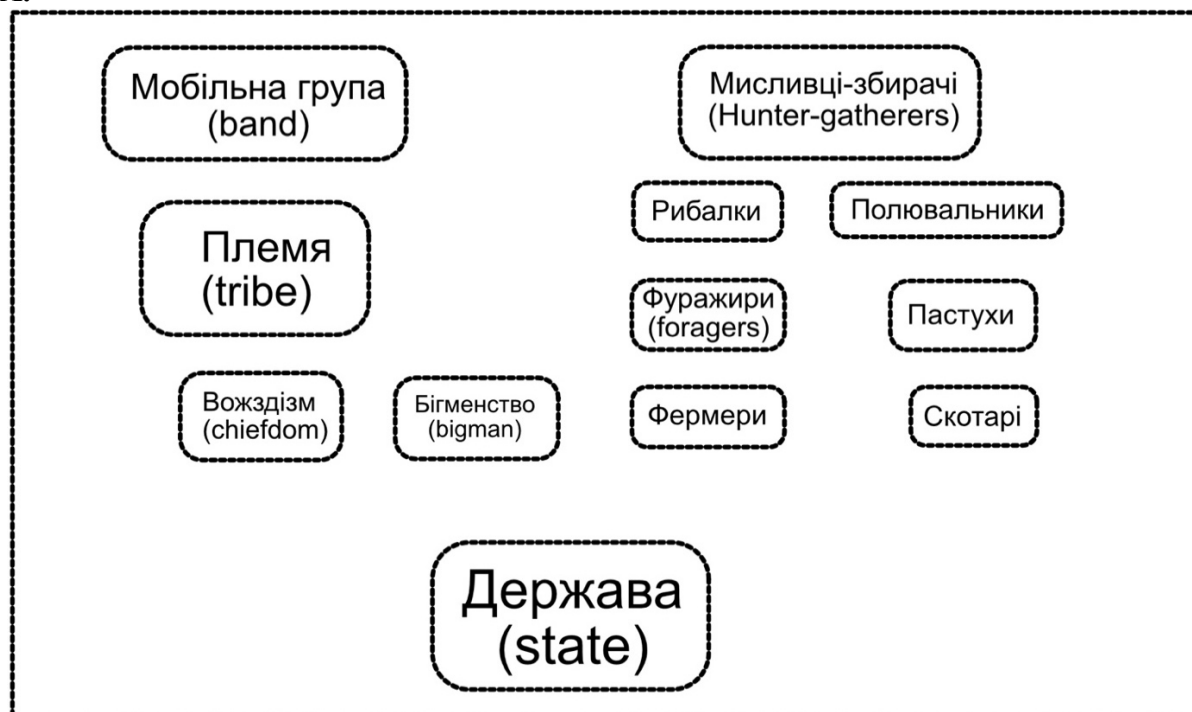 Мобільна група
(band)
Мисливці-збирачі
(Hunter-gatherers)
Рибалки
Полювальники
Племя
(tribe)
Фуражири
(foragers)
Пастухи
Вожздізм
(chiefdom)
Бігменство
(bigman)
Фермери
Скотарі
Держава
(state)